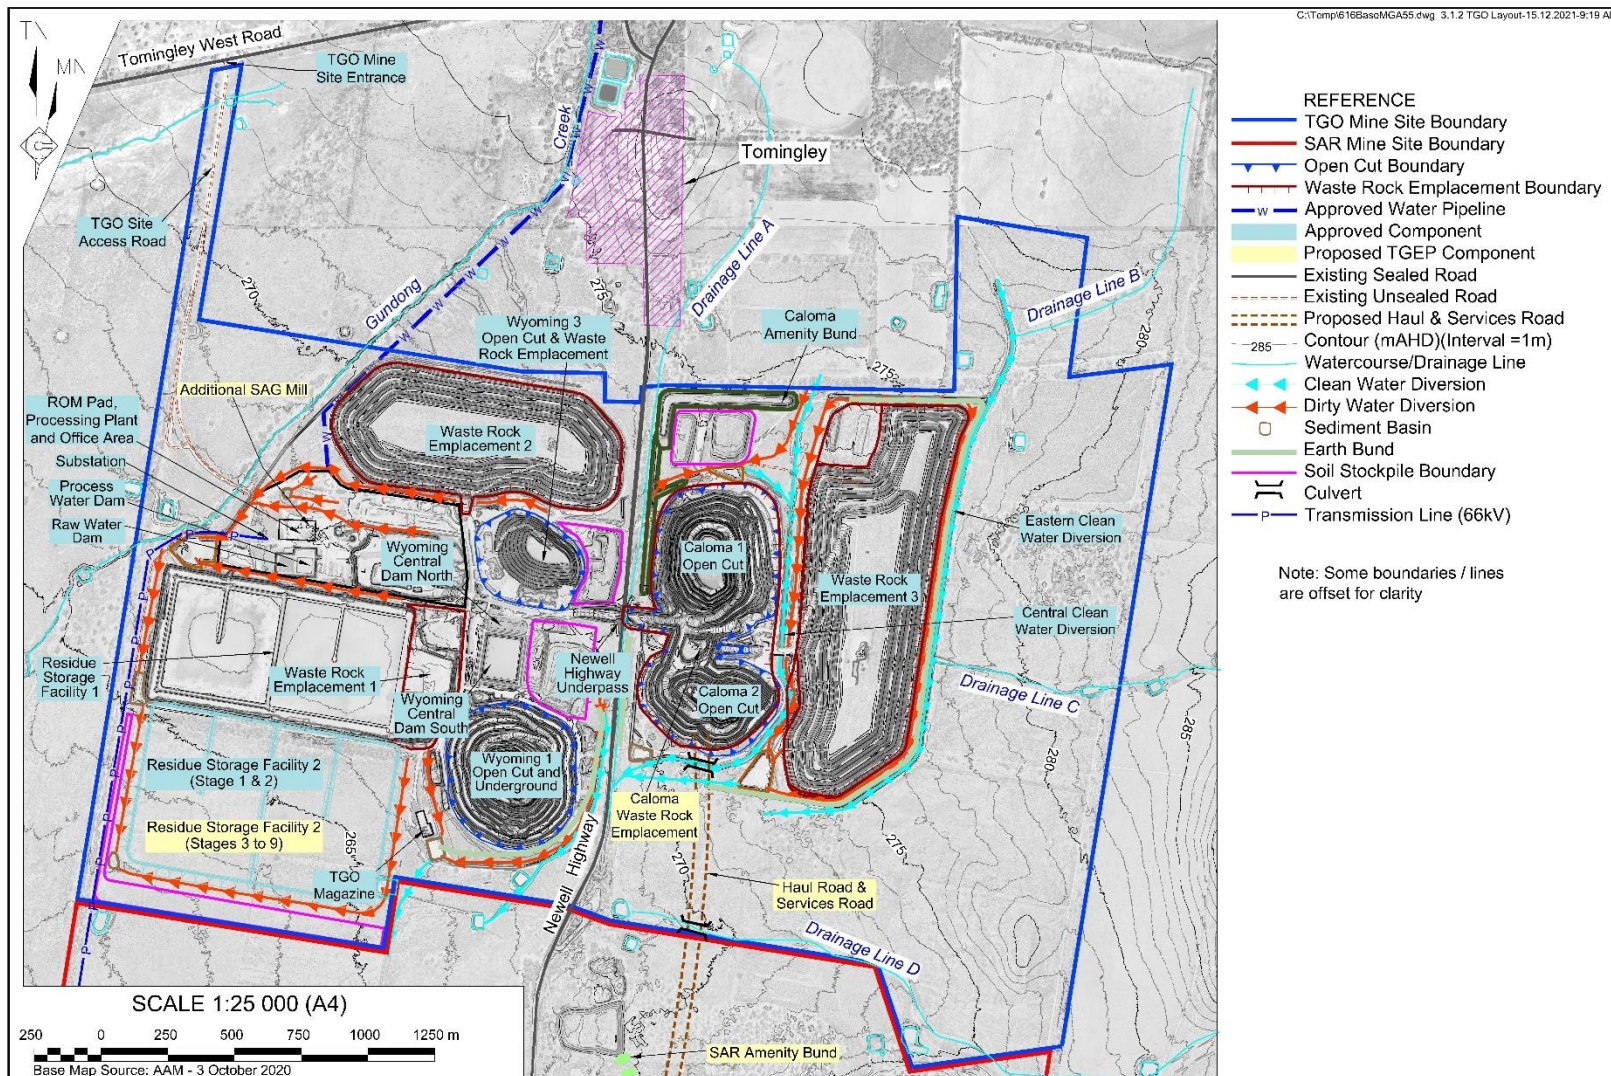 C:\Temp\616BaseMGA55.dwg 3.1.2 TGO Layout-15.12.2021-9:19 A
TN
MN
Tomingley West Road
TGO Mine
Site Entrance
Creek
Tomingley
TGO Site
Access Road
Drainage Line A
Drainage Line B
270
275
280
Gundong
Wyoming 3
Open Cut & Waste
Rock Emplacement
Caloma
Amenity Bund
275
Additional SAG Mill
ROM Pad,
Processing Plant
and Office Area
Substation
Process
Water Dam
Raw Water
Dam
Waste Rock
Emplacement 2
Wyoming
Central
Dam North
Caloma 1
Open Cut
Waste Rock
Emplacement 3
Eastern Clean
Water Diversion
Central Clean
Water Diversion
Residue
Storage
Facility 1
Waste Rock
Emplacement 1
Wyoming
Central
Dam South
Newell
Highway
Underpass
Caloma 2
Open Cut
Drainage Line C
285
280
Residue Storage Facility 2
(Stage 1 & 2)
Wyoming 1
Open Cut and
Underground
Residue Storage Facility 2
(Stages 3 to 9)
265
Caloma
Waste Rock
Emplacement
275
270
TGO
Magazine
Newell Highway
Haul Road &
Services Road
Drainage Line D
SAR Amenity Bund
W
W
W
W
W
W
W
W
P
P
P
P
P
P
P
P
SCALE 1:25 000 (A4)
250 0 250 500 750 1000 1250 m
Base Map Source: AAM - 3 October 2020
REFERENCE
TGO Mine Site Boundary
SAR Mine Site Boundary
Open Cut Boundary
Waste Rock Emplacement Boundary
W Approved Water Pipeline
Approved Component
Proposed TGEP Component
Existing Sealed Road
Existing Unsealed Road
Proposed Haul & Services Road
285 Contour (mAHD)(Interval =1m)
Watercourse/Drainage Line
Clean Water Diversion
Dirty Water Diversion
Sediment Basin
Earth Bund
Soil Stockpile Boundary
Culvert
P Transmission Line (66kV)
Note: Some boundaries / lines
are offset for clarity